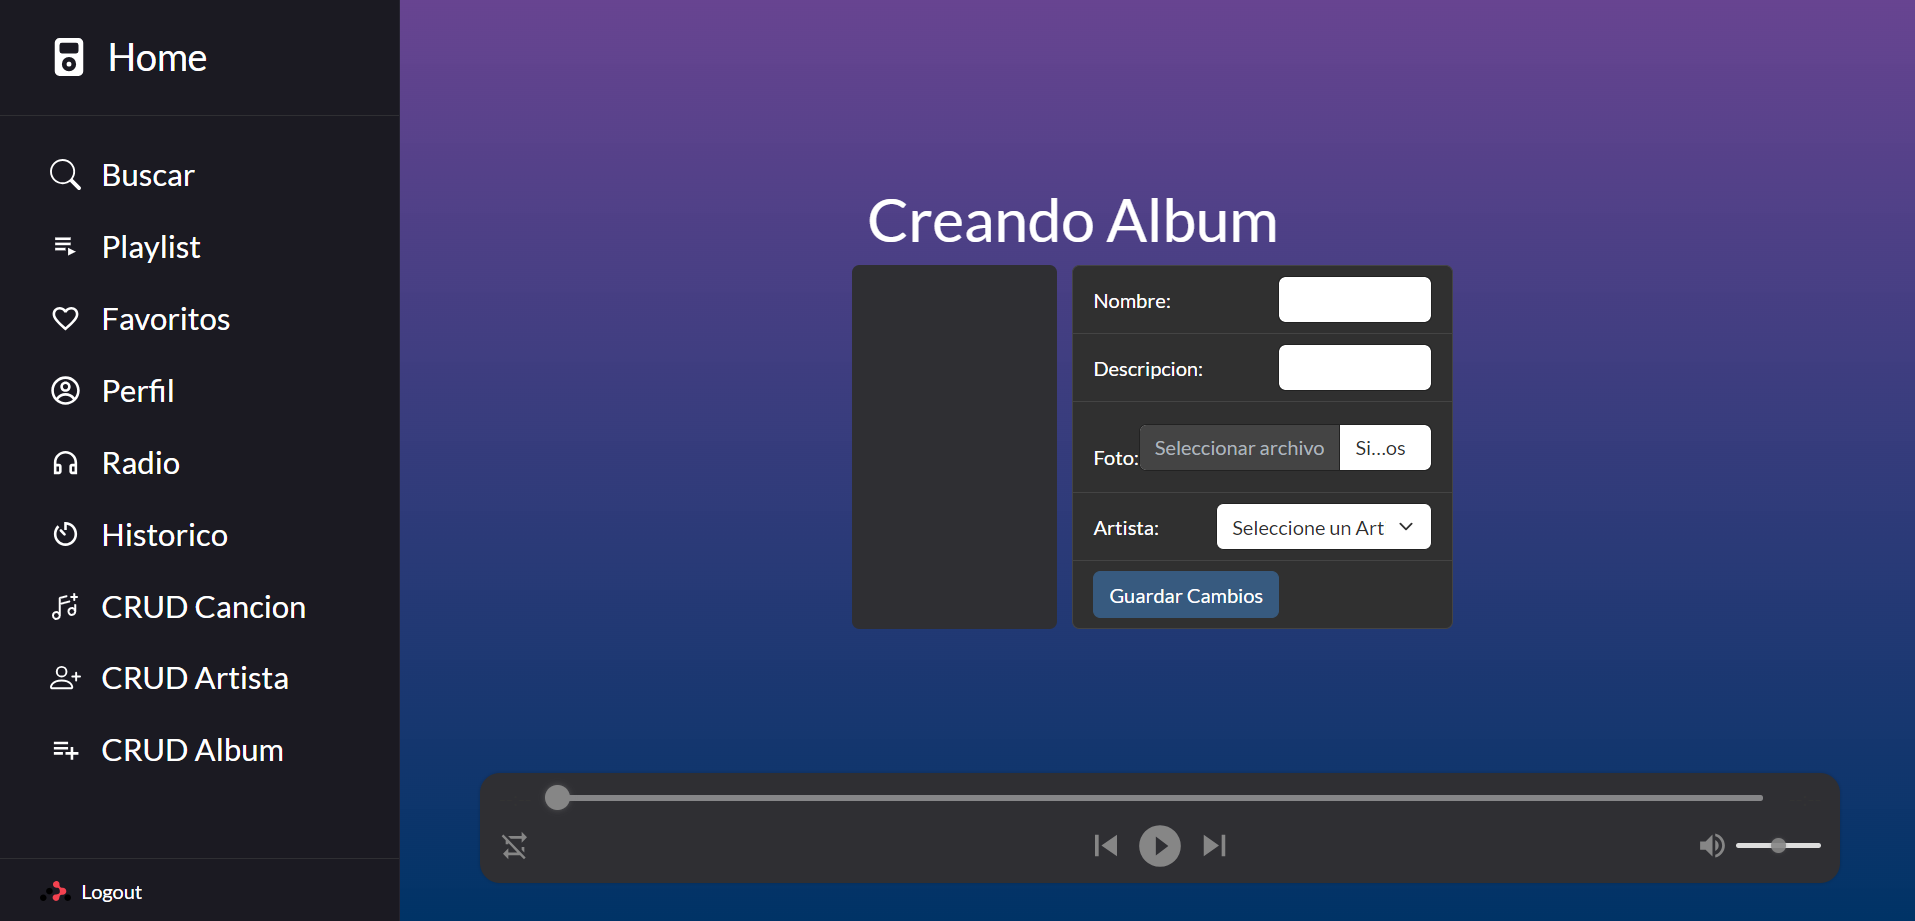 Home
Buscar
Playlist
Favoritos
Perfil
Radio
Historico
CRUD Cancion
CRUD Artista
CRUD Album
Logout
Creando Album
Nombre:
Descripcion:
Foto: Seleccionar archivo Si...os
Artista: Seleccione un Art
Guardar Cambios